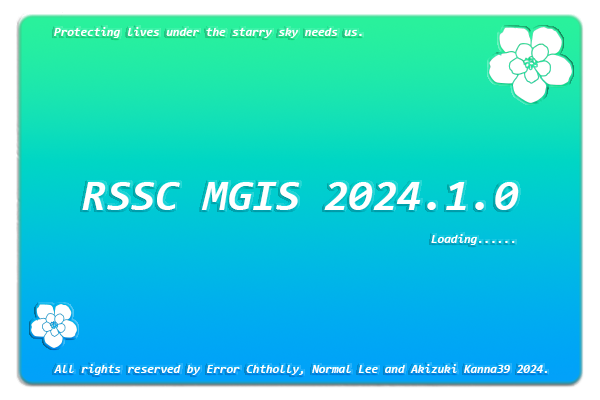 Protecting lives under the starry sky needs us.
RSSC MGIS 2024.1.0
Loading......
All rights reserved by Error Chtholly, Normal Lee and Akizuki Kanna39 2024.